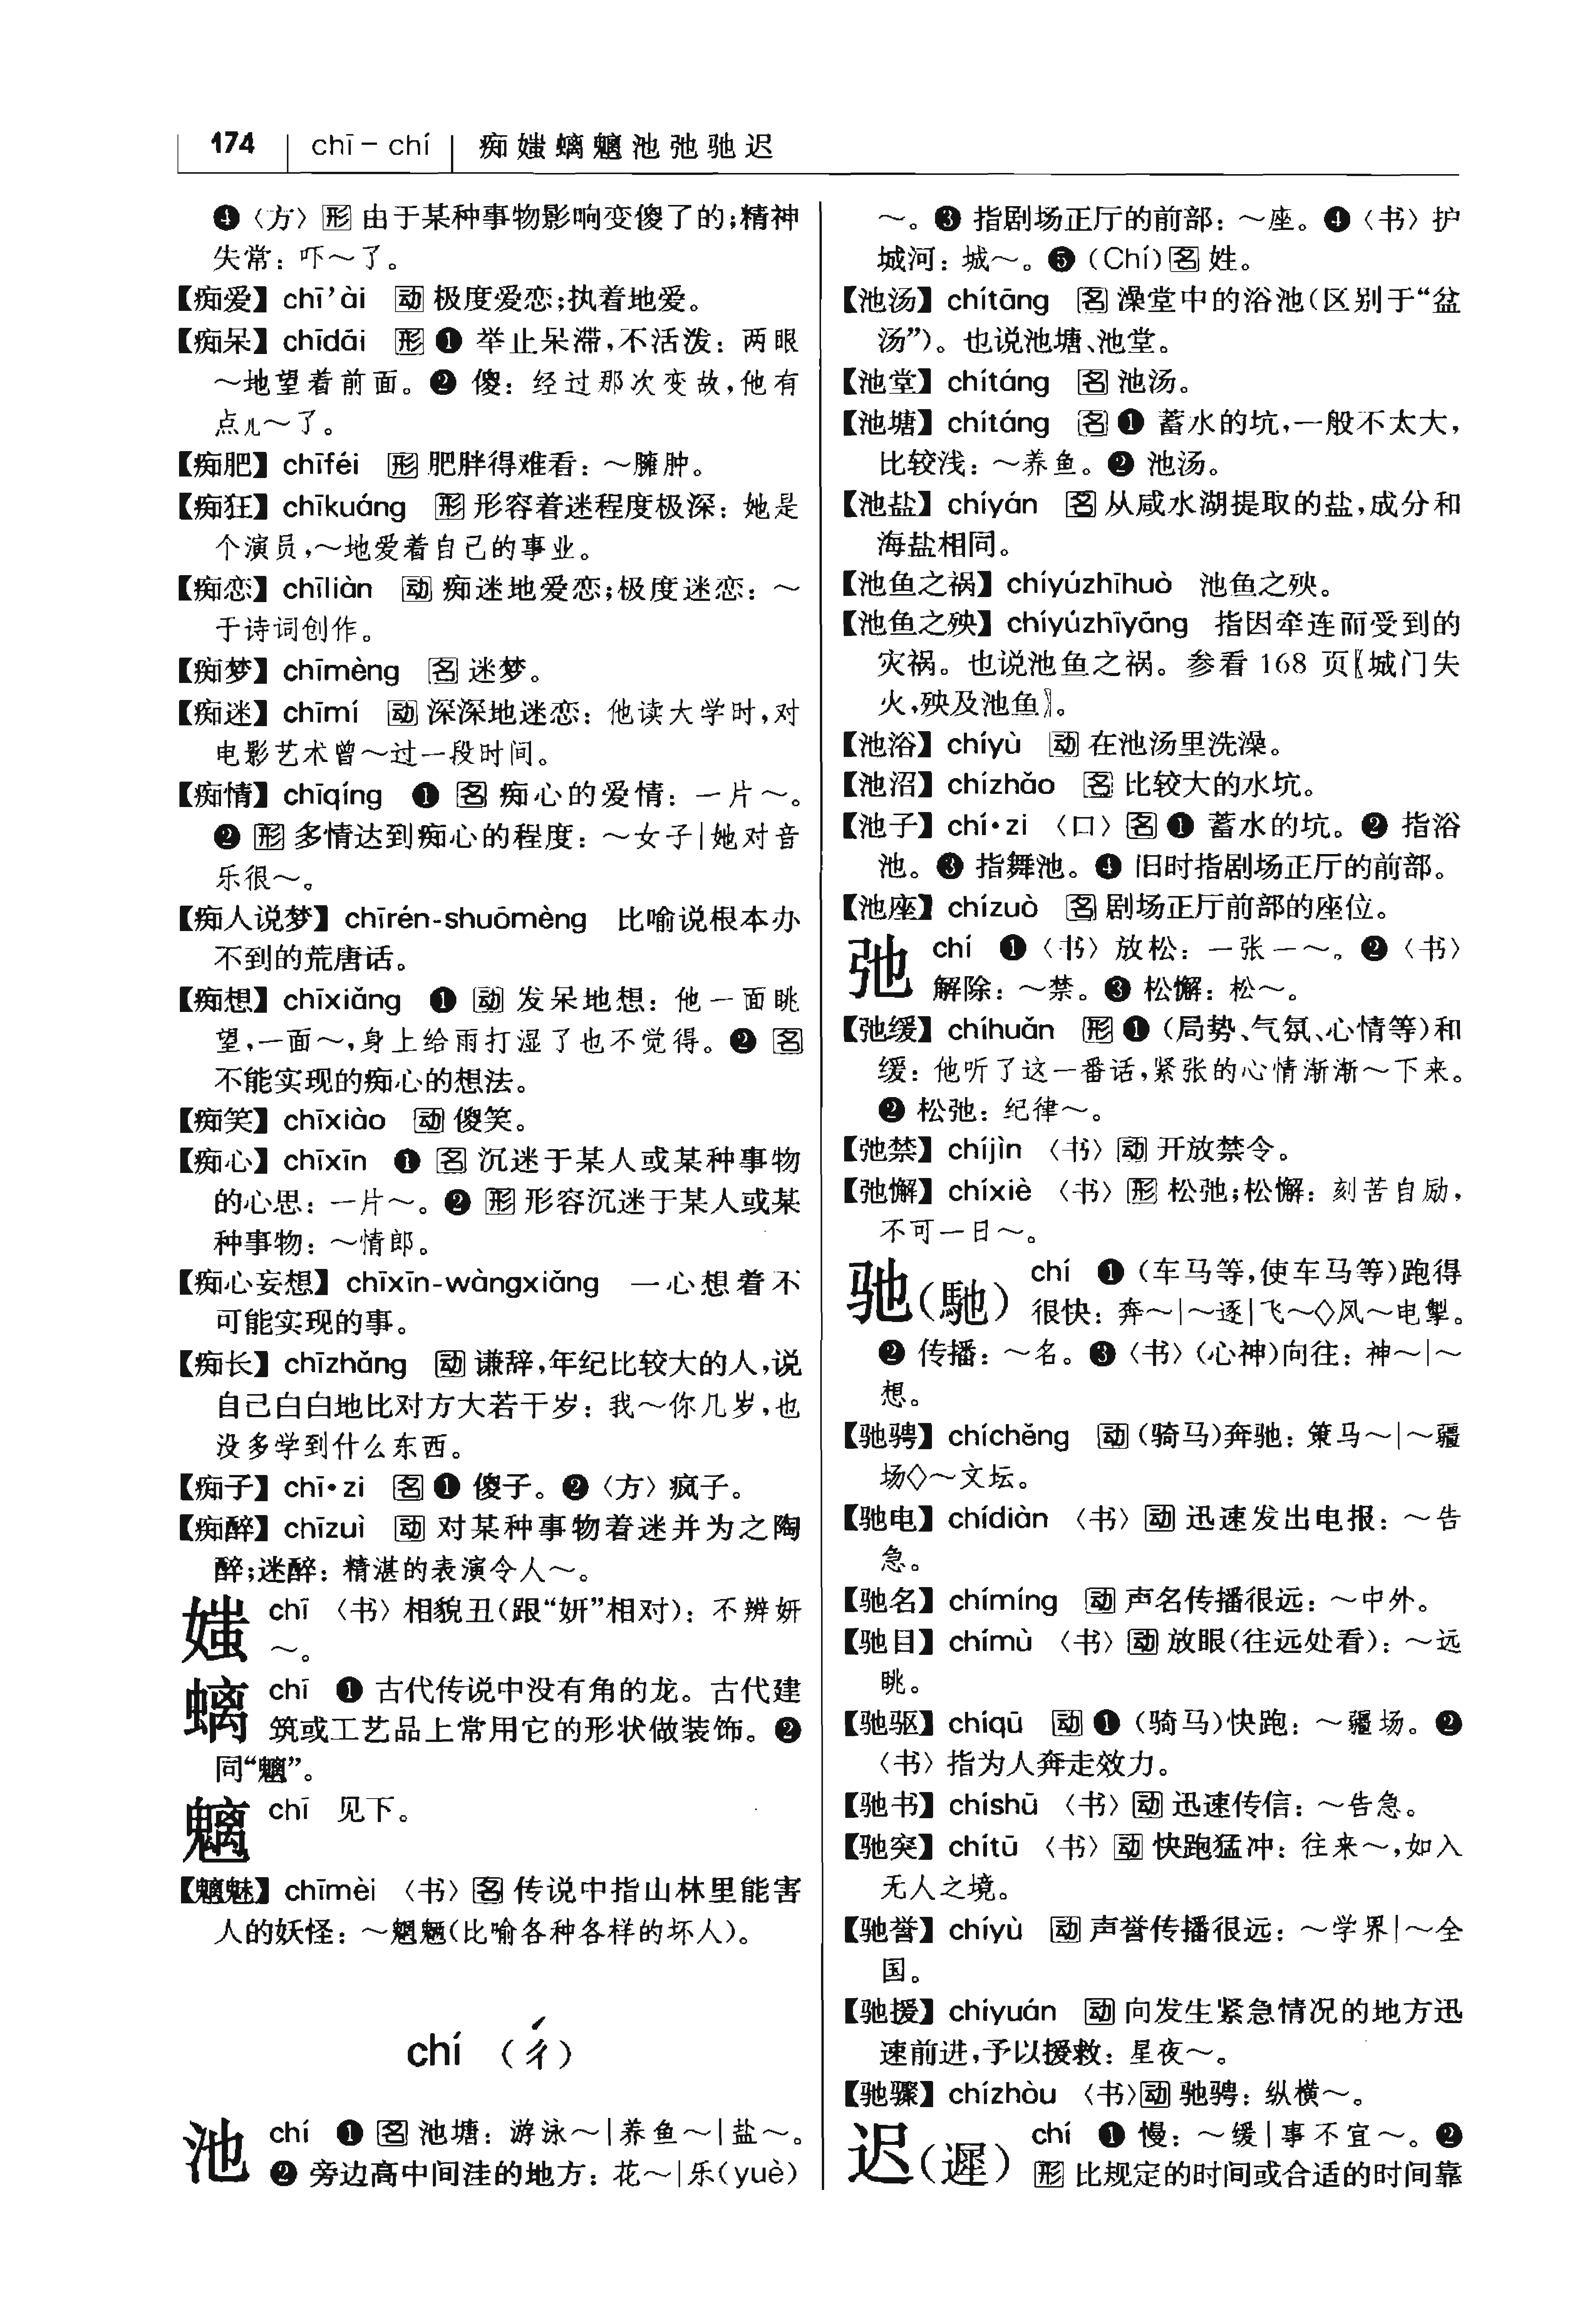 174 chī – chí 痴媸螭魑池弛驰迟
❹〈方〉形 由于某种事物影响变傻了的;精神
失常：吓～了。
【痴爱】chī’ài 动 极度爱恋;执着地爱。
【痴呆】chīdāi 形 ❶ 举止呆滞,不活泼：两眼
～地望着前面。❷ 傻：经过那次变故,他有
点儿～了。
【痴肥】chīféi 形 肥胖得难看：～臃肿。
【痴狂】chīkuáng 形 形容着迷程度极深：她是
个演员,～地爱着自己的事业。
【痴恋】chīliàn 动 痴迷地爱恋;极度迷恋：～
于诗词创作。
【痴梦】chīmèng 名 迷梦。
【痴迷】chīmí 动 深深地迷恋：他读大学时,对
电影艺术曾～过一段时间。
【痴情】chīqíng ❶ 名 痴心的爱情：一片～。
❷ 形 多情达到痴心的程度：～女子|她对音
乐很～。
【痴人说梦】chīrén-shuōmèng 比喻说根本办
不到的荒唐话。
【痴想】chīxiǎng ❶ 动 发呆地想：他一面眺
望,一面～,身上给雨打湿了也不觉得。❷ 名
不能实现的痴心的想法。
【痴笑】chīxiào 动 傻笑。
【痴心】chīxīn ❶ 名 沉迷于某人或某种事物
的心思：一片～。❷ 形 形容沉迷于某人或某
种事物：～情郎。
【痴心妄想】chīxīn-wàngxiǎng 一心想着不
可能实现的事。
【痴长】chīzhǎng 动 谦辞,年纪比较大的人,说
自己白白地比对方大若干岁：我～你几岁,也
没多学到什么东西。
【痴子】chī•zi 名 ❶ 傻子。❷〈方〉疯子。
【痴醉】chīzuì 动 对某种事物着迷并为之陶
醉;迷醉：精湛的表演令人～。
媸 chī 〈书〉相貌丑(跟“妍”相对)：不辨妍
～。
螭 chī ❶ 古代传说中没有角的龙。古代建
筑或工艺品上常用它的形状做装饰。❷
同“魑”。
魑 chī 见下。
【魑魅】chīmèi 〈书〉名 传说中指山林里能害
人的妖怪：～魍魉(比喻各种各样的坏人)。
chí （ㄔˊ）
池 chí ❶ 名 池塘：游泳～|养鱼～|盐～。
❷ 旁边高中间洼的地方：花～|乐(yuè)
～。❸ 指剧场正厅的前部：～座。❹〈书〉护
城河：城～。❺ (Chí)名 姓。
【池汤】chítāng 名 澡堂中的浴池(区别于“盆
汤”)。也说池塘、池堂。
【池堂】chítáng 名 池汤。
【池塘】chítáng 名 ❶ 蓄水的坑,一般不太大,
比较浅：～养鱼。❷ 池汤。
【池盐】chíyán 名 从咸水湖提取的盐,成分和
海盐相同。
【池鱼之祸】chíyúzhīhuò 池鱼之殃。
【池鱼之殃】chíyúzhīyāng 指因牵连而受到的
灾祸。也说池鱼之祸。参看 168 页〖城门失
火,殃及池鱼〗。
【池浴】chíyù 动 在池汤里洗澡。
【池沼】chízhǎo 名 比较大的水坑。
【池子】chí•zi 〈口〉名 ❶ 蓄水的坑。❷ 指浴
池。❸ 指舞池。❹ 旧时指剧场正厅的前部。
【池座】chízuò 名 剧场正厅前部的座位。
弛 chí ❶〈书〉放松：一张一～。❷〈书〉
解除：～禁。❸ 松懈：松～。
【弛缓】chíhuǎn 形 ❶ (局势、气氛、心情等)和
缓：他听了这一番话,紧张的心情渐渐～下来。
❷ 松弛：纪律～。
【弛禁】chíjìn 〈书〉动 开放禁令。
【弛懈】chíxiè 〈书〉形 松弛;松懈：刻苦自励,
不可一日～。
驰(馳) chí ❶ (车马等,使车马等)跑得
很快：奔～|～逐|飞～◇风～电掣。
❷ 传播：～名。❸〈书〉(心神)向往：神～|～
想。
【驰骋】chíchěng 动 (骑马)奔驰：策马～|～疆
场◇～文坛。
【驰电】chídiàn 〈书〉动 迅速发出电报：～告
急。
【驰名】chímíng 动 声名传播很远：～中外。
【驰目】chímù 〈书〉动 放眼(往远处看)：～远
眺。
【驰驱】chíqū 动 ❶ (骑马)快跑：～疆场。❷
〈书〉指为人奔走效力。
【驰书】chíshū 〈书〉动 迅速传信：～告急。
【驰突】chítū 〈书〉动 快跑猛冲：往来～,如入
无人之境。
【驰誉】chíyù 动 声誉传播很远：～学界|～全
国。
【驰援】chíyuán 动 向发生紧急情况的地方迅
速前进,予以援救：星夜～。
【驰骤】chízhòu 〈书〉动 驰骋：纵横～。
迟(遲) chí ❶ 慢：～缓|事不宜～。❷
形 比规定的时间或合适的时间靠